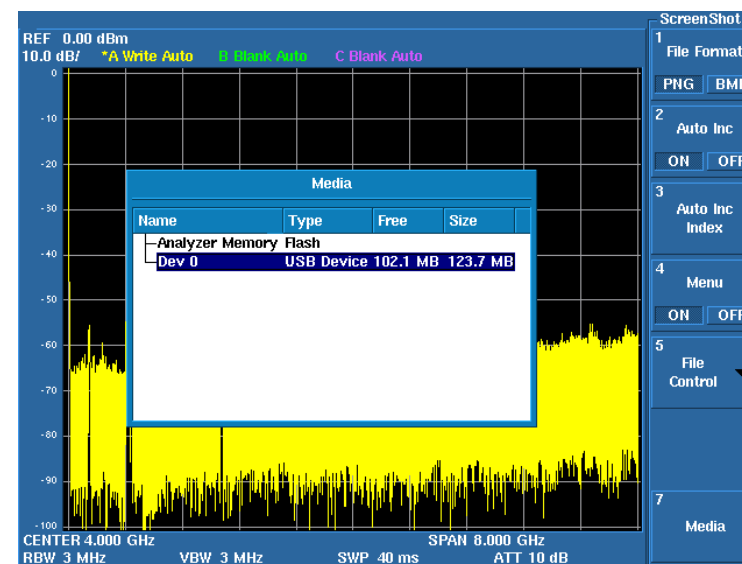 ScreenShot
REF 0.00 dBm
10.0 dB/ *A Write Auto B Blank Auto C Blank Auto
0
-10
-20
-30
-40
-50
-60
-70
-80
-90
-100
Media
Name Type Free Size
Analyzer Memory Flash
Dev 0 USB Device 102.1 MB 123.7 MB
CENTER 4.000 GHz SPAN 8.000 GHz
RBW 3 MHz VBW 3 MHz SWP 40 ms ATT 10 dB
1
File Format
PNG BM
2
Auto Inc
ON OF
3
Auto Inc
Index
4
Menu
ON OF
5
File
Control
7
Media